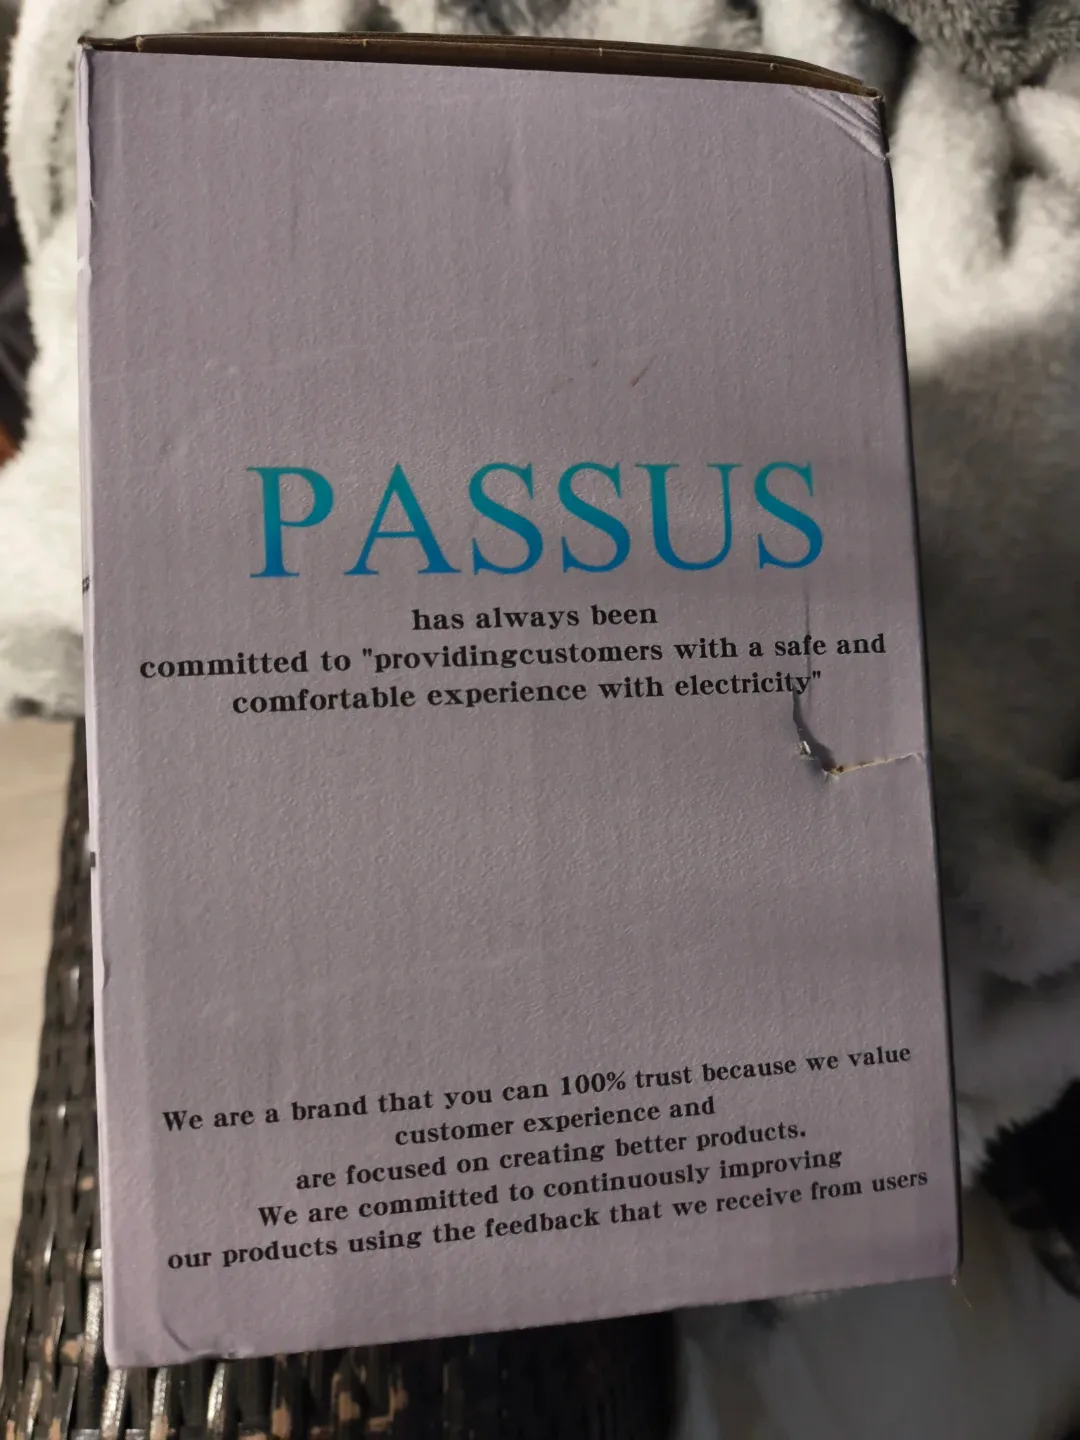 PASSUS
has always been
committed to "providingcustomers with a safe and
comfortable experience with electricity"
We are a brand that you can 100% trust because we value
customer experience and
are focused on creating better products.
We are committed to continuously improving
our products using the feedback that we receive from users